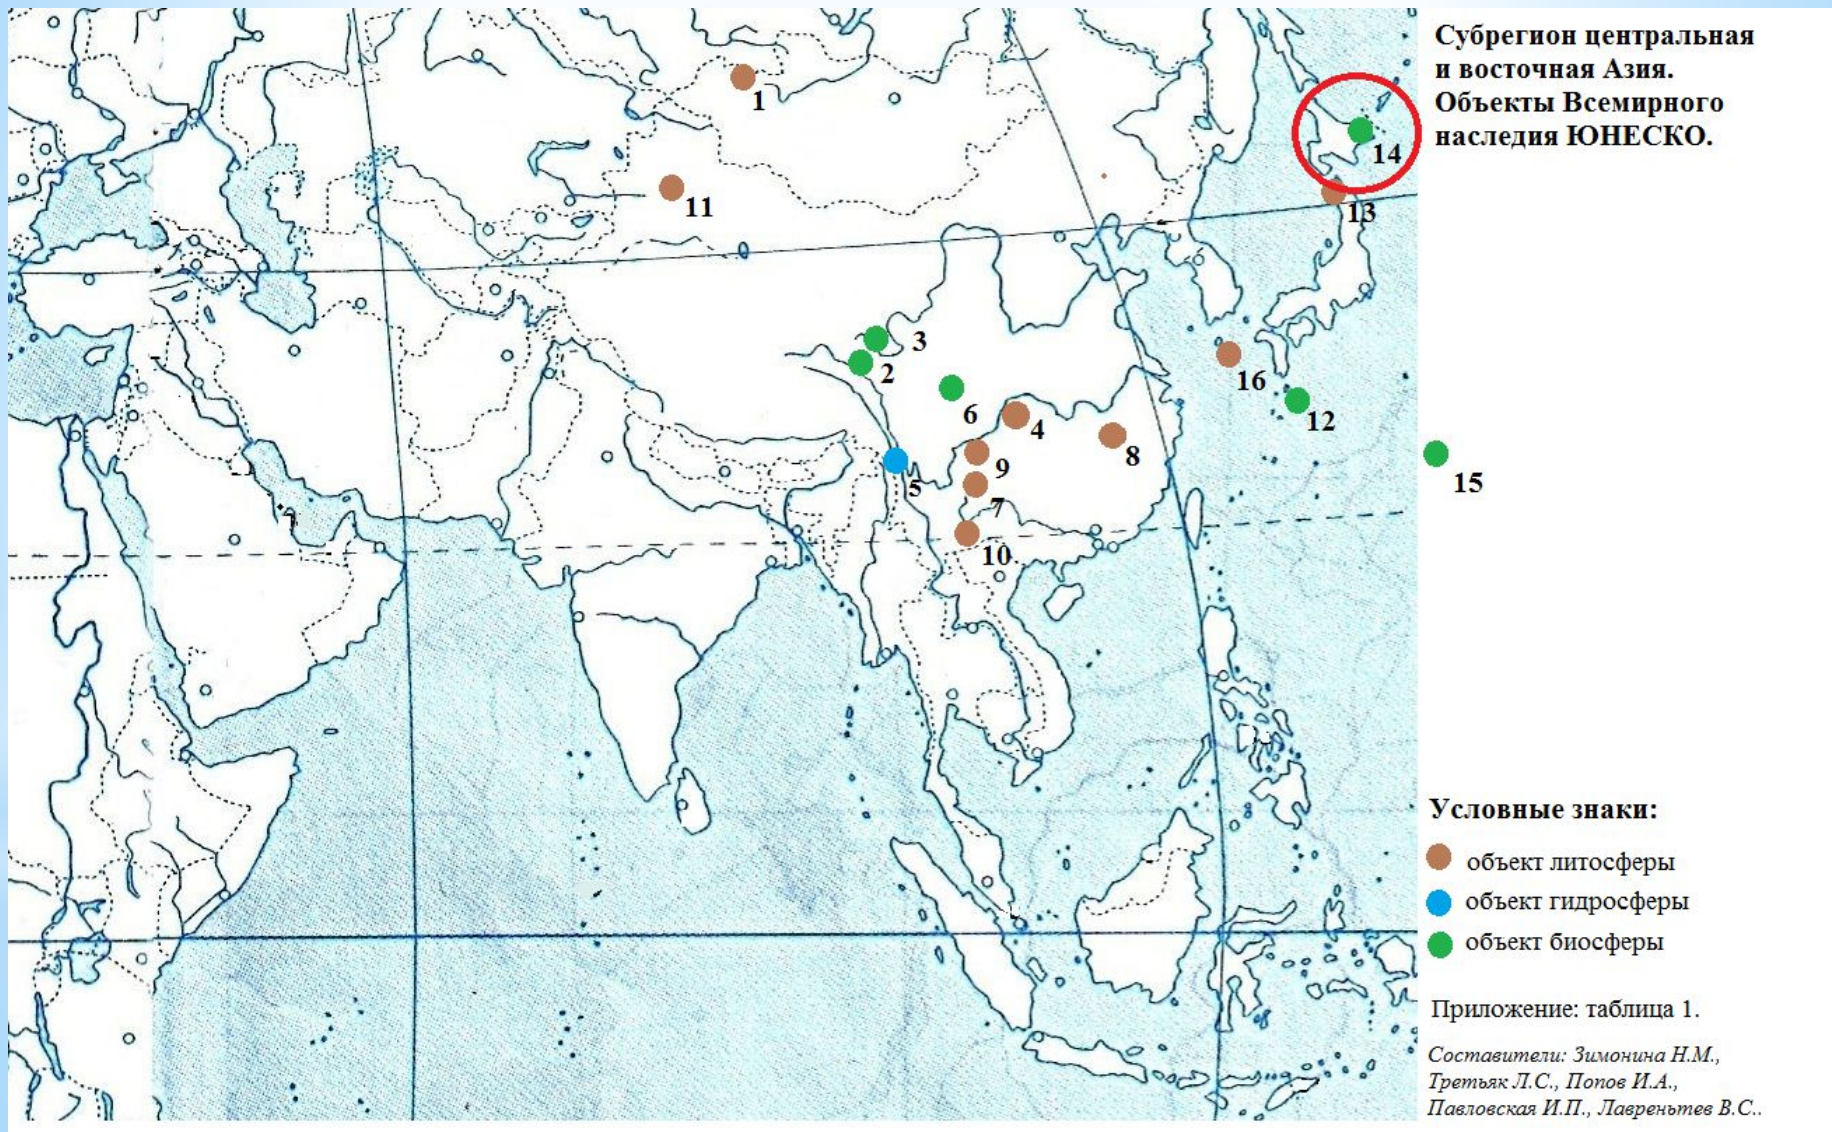 Субрегион центральная
и восточная Азия.
Объекты Всемирного
наследия ЮНЕСКО.
1
14
11
13
3
2
16
6
4
12
8
9
15
5
7
10
Условные знаки:
объект литосферы
объект гидросферы
объект биосферы
Приложение: таблица 1.
Составители: Зимонина Н.М.,
Третьяк Л.С., Попов И.А.,
Павловская И.П., Лавреньтев В.С..